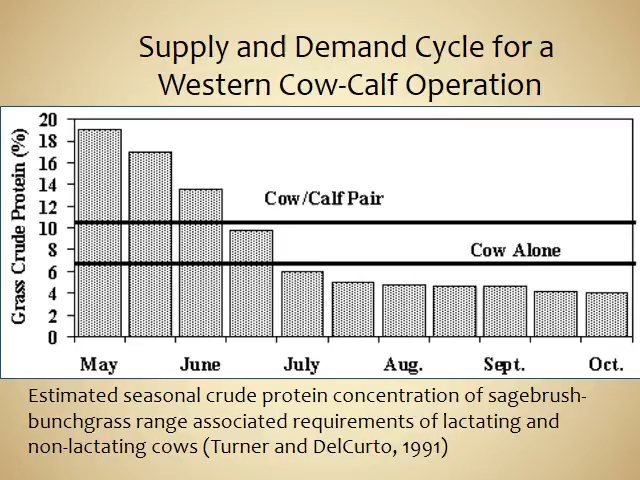 Supply and Demand Cycle for a
Western Cow-Calf Operation
Grass Crude Protein (%)
20
18
16
14
12
10
8
6
4
2
0
Cow/Calf Pair
Cow Alone
May
June
July
Aug.
Sept.
Oct.
Estimated seasonal crude protein concentration of sagebrush-
bunchgrass range associated requirements of lactating and
non-lactating cows (Turner and DelCurto, 1991)